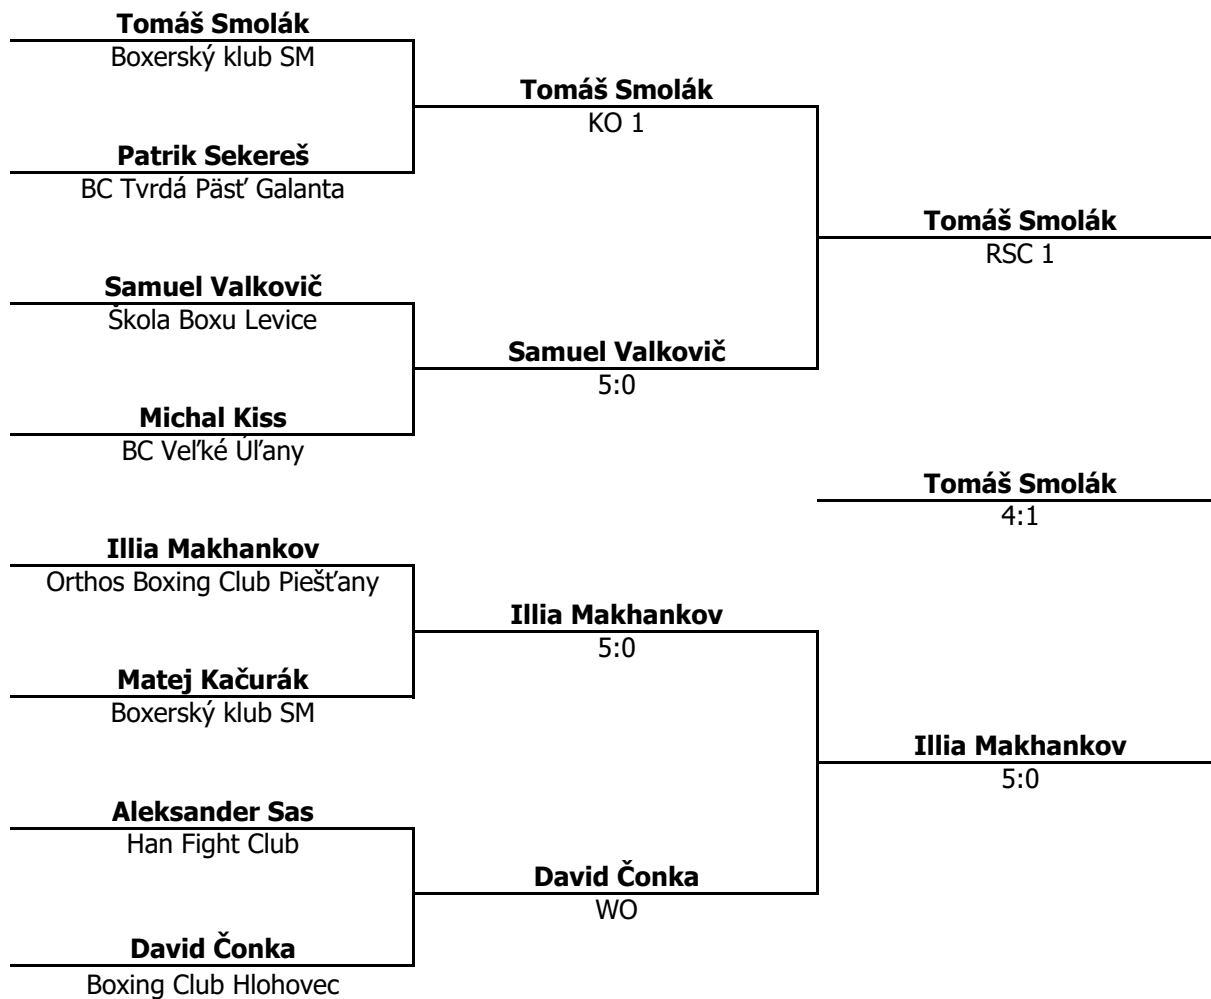 Tomáš Smolák
Boxerský klub SM
Tomáš Smolák
KO 1
Patrik Sekereš
BC Tvrdá Päsť Galanta
Tomáš Smolák
RSC 1
Samuel Valkovič
Škola Boxu Levice
Samuel Valkovič
5:0
Michal Kiss
BC Veľké Úľany
Tomáš Smolák
4:1
Illia Makhankov
Orthos Boxing Club Piešťany
Illia Makhankov
5:0
Matej Kačurák
Boxerský klub SM
Illia Makhankov
5:0
Aleksander Sas
Han Fight Club
David Čonka
WO
David Čonka
Boxing Club Hlohovec